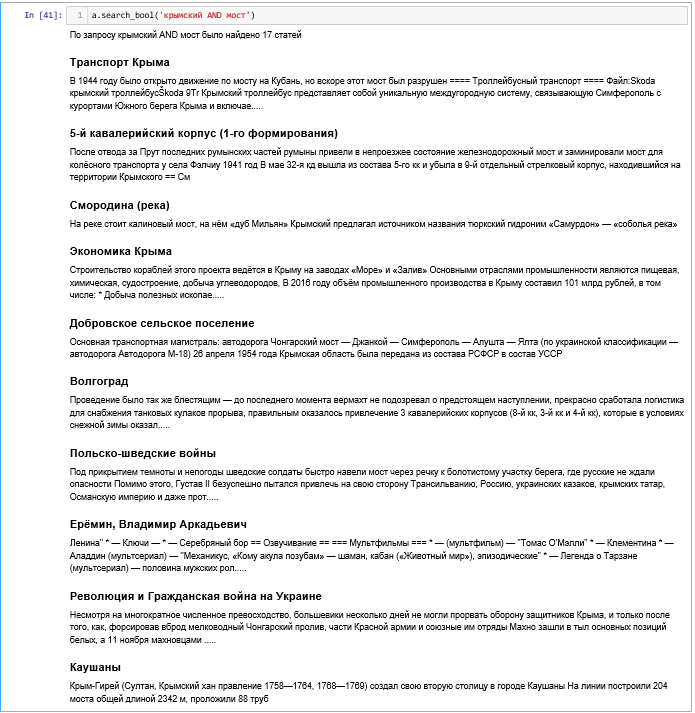 In [41]: 1 a.search_bool('крымский AND мост')
По запросу крымский AND мост было найдено 17 статей
Транспорт Крыма
В 1944 году было открыто движение по мосту на Кубань, но вскоре этот мост был разрушен ==== Троллейбусный транспорт ==== Файл:Skoda
крымский троллейбусŠkoda 9Tr Крымский троллейбус представляет собой уникальную междугородную систему, связывающую Симферополь с
курортами Южного берега Крыма и включае.....
5-й кавалерийский корпус (1-го формирования)
После отвода за Прут последних румынских частей румыны привели в непроезжее состояние железнодорожный мост и заминировали мост для
колёсного транспорта у села Фэлчиу 1941 год В мае 32-я кд вышла из состава 5-го кк и убыла в 9-й отдельный стрелковый корпус, находившийся на
территории Крымского == См
Смородина (река)
На реке стоит калиновый мост, на нём «дуб Мильян» Крымский предлагал источником названия тюркский гидроним «Самурдон» — «соболья река»
Экономика Крыма
Строительство кораблей этого проекта ведётся в Крыму на заводах «Море» и «Залив» Основными отраслями промышленности являются пищевая,
химическая, судостроение, добыча углеводородов, В 2016 году объём промышленного производства в Крыму составил 101 млрд рублей, в том
числе: * Добыча полезных ископае.....
Добровское сельское поселение
Основная транспортная магистраль: автодорога Чонгарский мост — Джанкой — Симферополь — Алушта — Ялта (по украинской классификации —
автодорога Автодорога М-18) 26 апреля 1954 года Крымская область была передана из состава РСФСР в состав УССР
Волгоград
Проведение было так же блестящим — до последнего момента вермахт не подозревал о предстоящем наступлении, прекрасно сработала логистика
для снабжения танковых кулаков прорыва, правильным оказалось привлечение 3 кавалерийских корпусов (8-й кк, 3-й кк и 4-й кк), которые в условиях
снежной зимы оказал.....
Польско-шведские войны
Под прикрытием темноты и непогоды шведские солдаты быстро навели мост через речку к болотистому участку берега, где русские не ждали
опасности Помимо этого, Густав II безуспешно пытался привлечь на свою сторону Трансильванию, Россию, украинских казаков, крымских татар,
Османскую империю и даже прот.....
Ерёмин, Владимир Аркадьевич
Ленина" * — Ключи — * — Серебряный бор == Озвучивание == === Мультфильмы === * — (мультфильм) — "Томас О'Мэлли" * — Клементина * —
Аладдин (мультсериал) — "Механикус, «Кому акула позубам» — шаман, кабан («Животный мир»), эпизодические" * — Легенда о Тарзане
(мультсериал) — половина мужских рол.....
Революция и Гражданская война на Украине
Несмотря на многократное численное превосходство, большевики несколько дней не могли прорвать оборону защитников Крыма, и только после
того, как, форсировав вброд мелководный Чонгарский пролив, части Красной армии и союзные им отряды Махно зашли в тыл основных позиций
белых, а 11 ноября махновцами .....
Каушаны
Крым-Гирей (Султан, Крымский хан правление 1758—1764, 1768—1769) создал свою вторую столицу в городе Каушаны На линии построили 204
моста общей длиной 2342 м, проложили 88 труб